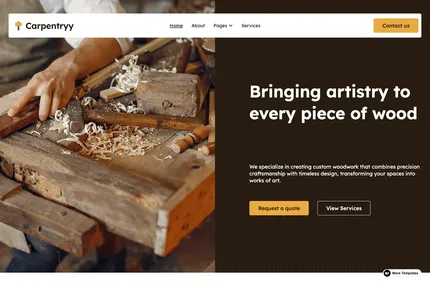 Carpentryy
Home
About
Pages
Services
Contact us
Bringing artistry to
every piece of wood
We specialize in creating custom woodwork that combines precision
craftsmanship with timeless design, transforming your spaces into
works of art.
Request a quote
View Services
More Templates